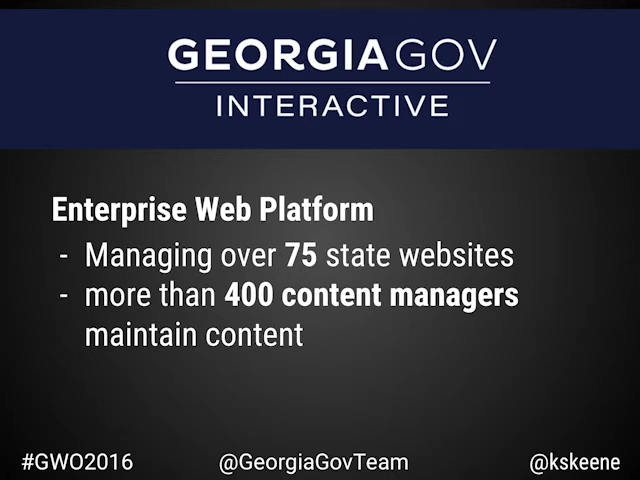 GEORGIAGOV
INTERACTIVE
Enterprise Web Platform
- Managing over 75 state websites
- more than 400 content managers
maintain content
#GWO2016 @GeorgiaGovTeam @kskeene